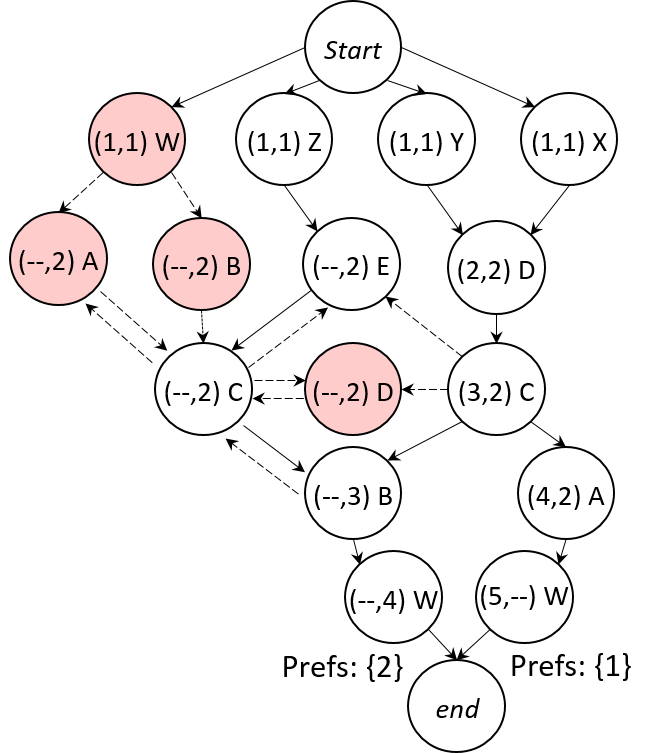 Start
(1,1) W
(1,1) Z
(1,1) Y
(1,1) X
(--,2) A
(--,2) B
(--,2) E
(2,2) D
(--,2) C
(--,2) D
(3,2) C
(--,3) B
(4,2) A
(--,4) W
(5,--) W
Prefs: {2}
Prefs: {1}
end